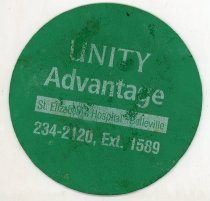 UNITY
Advantage
St. Elizabeth Hospital Belleville
234-2120, Ext. 1589